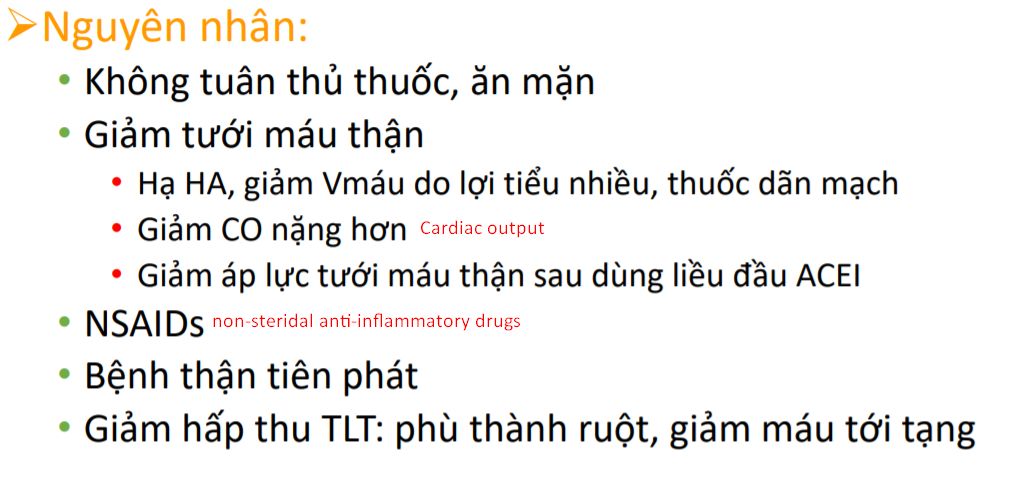 Nguyên nhân:
Không tuân thủ thuốc, ăn mặn
Giảm tưới máu thận
Hạ HA, giảm Vmáu do lợi tiểu nhiều, thuốc dãn mạch
Giảm CO nặng hơn Cardiac output
Giảm áp lực tưới máu thận sau dùng liều đầu ACEI
NSAIDs non-steridal anti-inflammatory drugs
Bệnh thận tiên phát
Giảm hấp thu TLT: phù thành ruột, giảm máu tới tạng